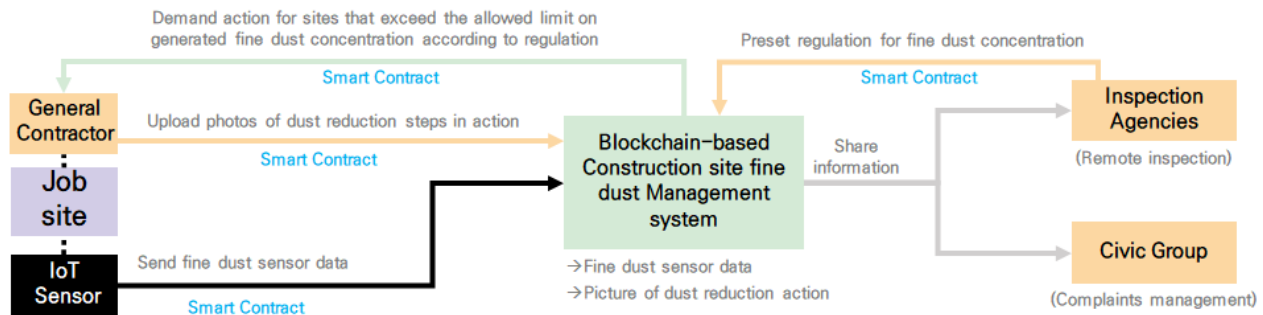 Demand action for sites that exceed the allowed limit on
generated fine dust concentration according to regulation
Smart Contract
Preset regulation for fine dust concentration
Smart Contract
General
Contractor
Upload photos of dust reduction steps in action
Smart Contract
Job
site
IoT
Sensor
Send fine dust sensor data
Smart Contract
Blockchain-based
Construction site fine
dust Management
system
→Fine dust sensor data
→Picture of dust reduction action
Share
information
Inspection
Agencies
(Remote inspection)
Civic Group
(Complaints management)